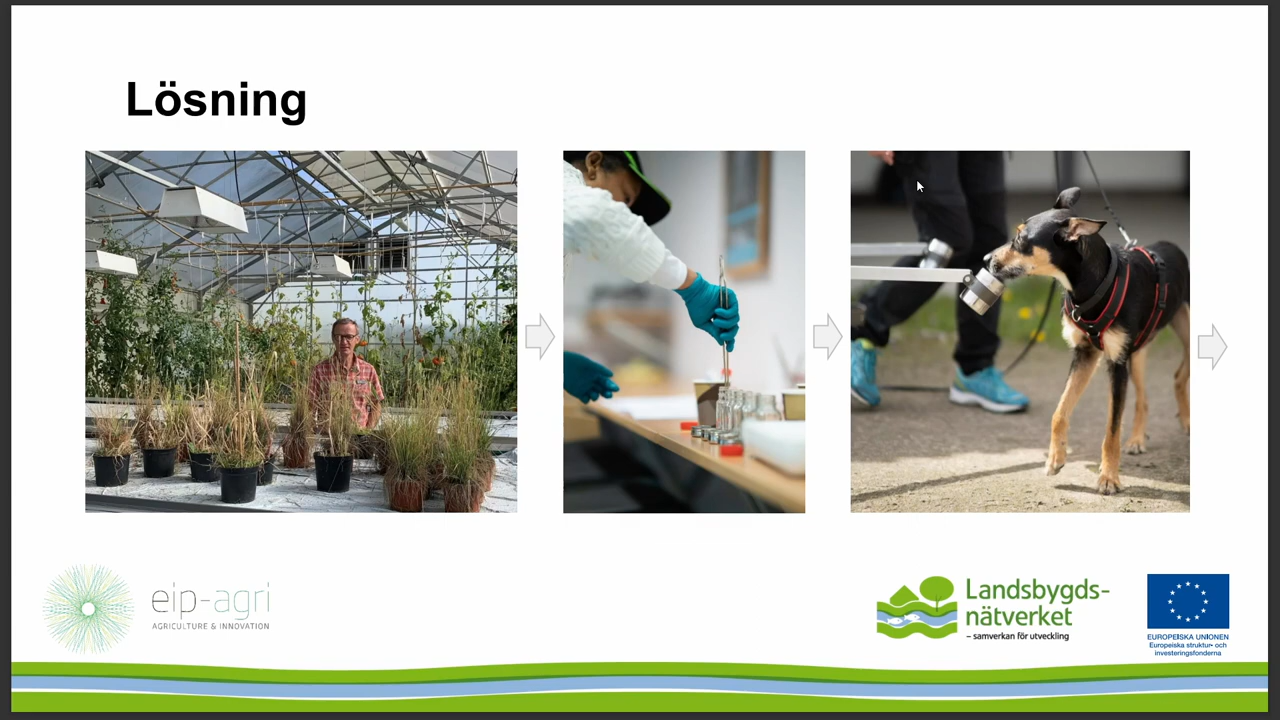 Lösning
eip-agri
AGRICULTURE & INNOVATION
Landsbygds-
nätverket
– samverkan för utveckling
EUROPEISKA UNIONEN
Europeiska struktur- och
investeringsfonderna